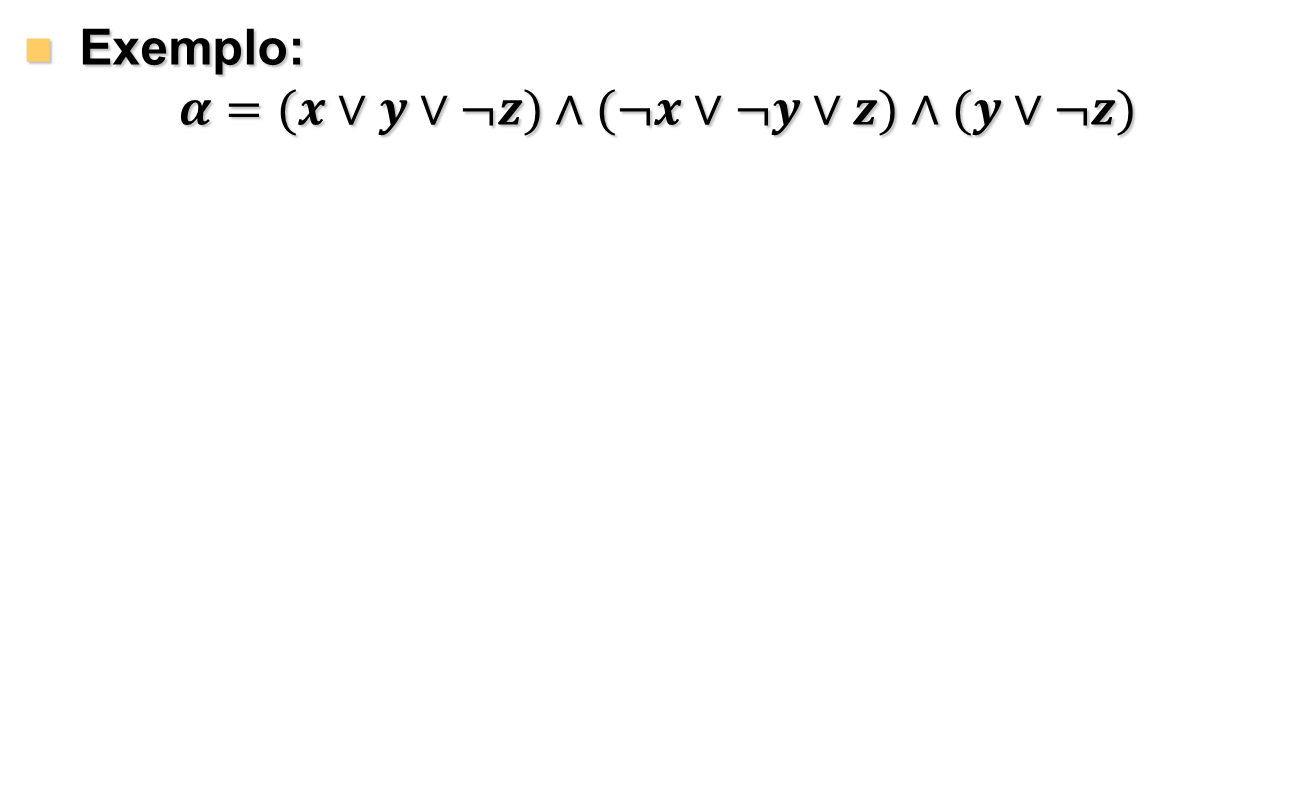 Exemplo:
α = (x ∨ y ∨ ¬z) ∧ (¬x ∨ ¬y ∨ z) ∧ (y ∨ ¬z)